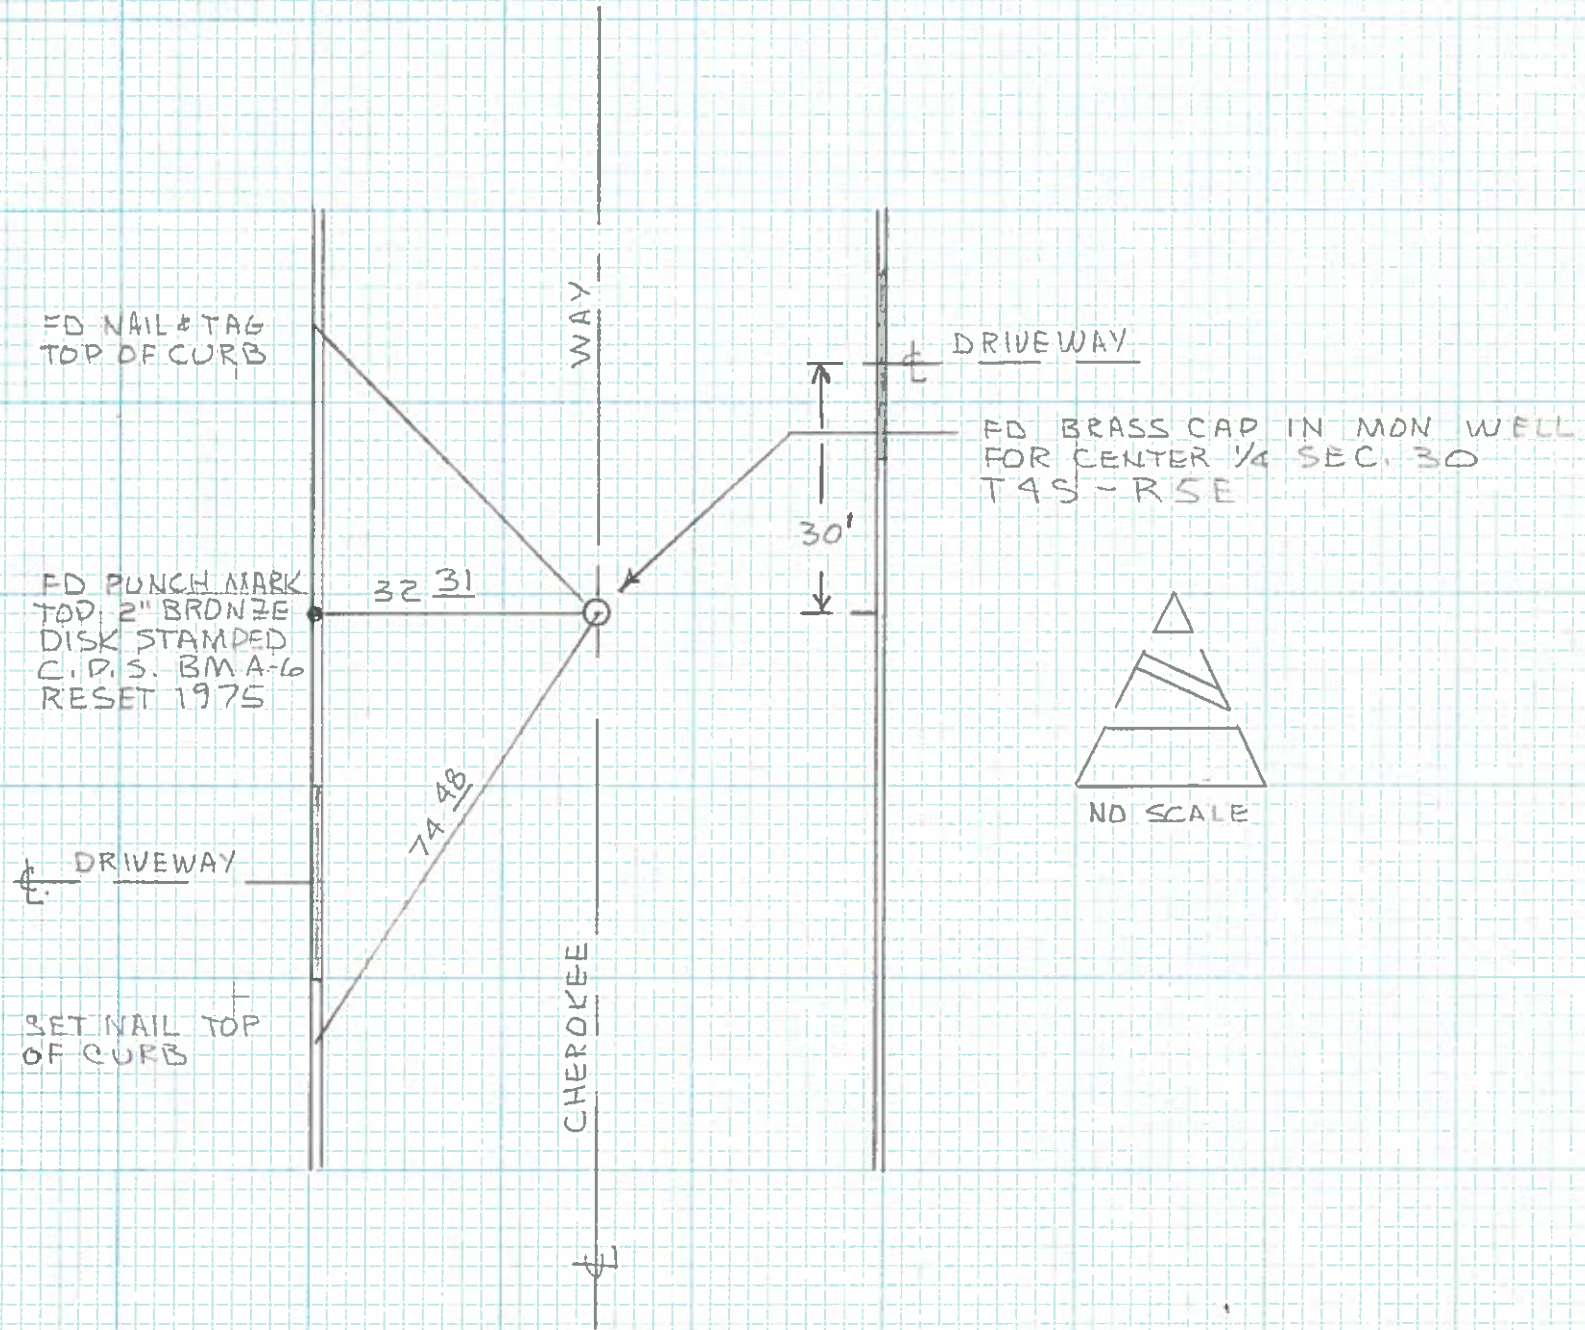 FD NAIL & TAG
TOP OF CURB
WAY
℄ DRIVEWAY
FD BRASS CAP IN MON WELL
FOR CENTER 1/4 SEC. 30
T4S - R5E
30'
FD PUNCH MARK
TOP 2" BRONZE
DISK STAMPED
C.P.S. BM A-6
RESET 1975
32 31
74 48
NO SCALE
℄ DRIVEWAY
SET NAIL TOP
OF CURB
CHEROKEE
℄